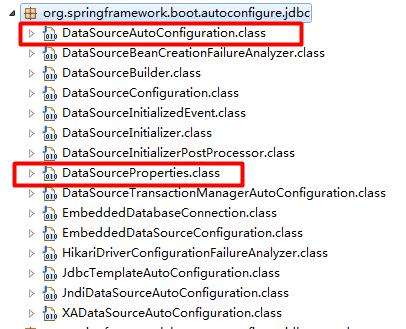 org.springframework.boot.autoconfigure.jdbc
DataSourceAutoConfiguration.class
DataSourceBeanCreationFailureAnalyzer.class
DataSourceBuilder.class
DataSourceConfiguration.class
DataSourceInitializedEvent.class
DataSourceInitializer.class
DataSourceInitializerPostProcessor.class
DataSourceProperties.class
DataSourceTransactionManagerAutoConfiguration.class
EmbeddedDatabaseConnection.class
EmbeddedDataSourceConfiguration.class
HikariDriverConfigurationFailureAnalyzer.class
JdbcTemplateAutoConfiguration.class
JndiDataSourceAutoConfiguration.class
XADataSourceAutoConfiguration.class